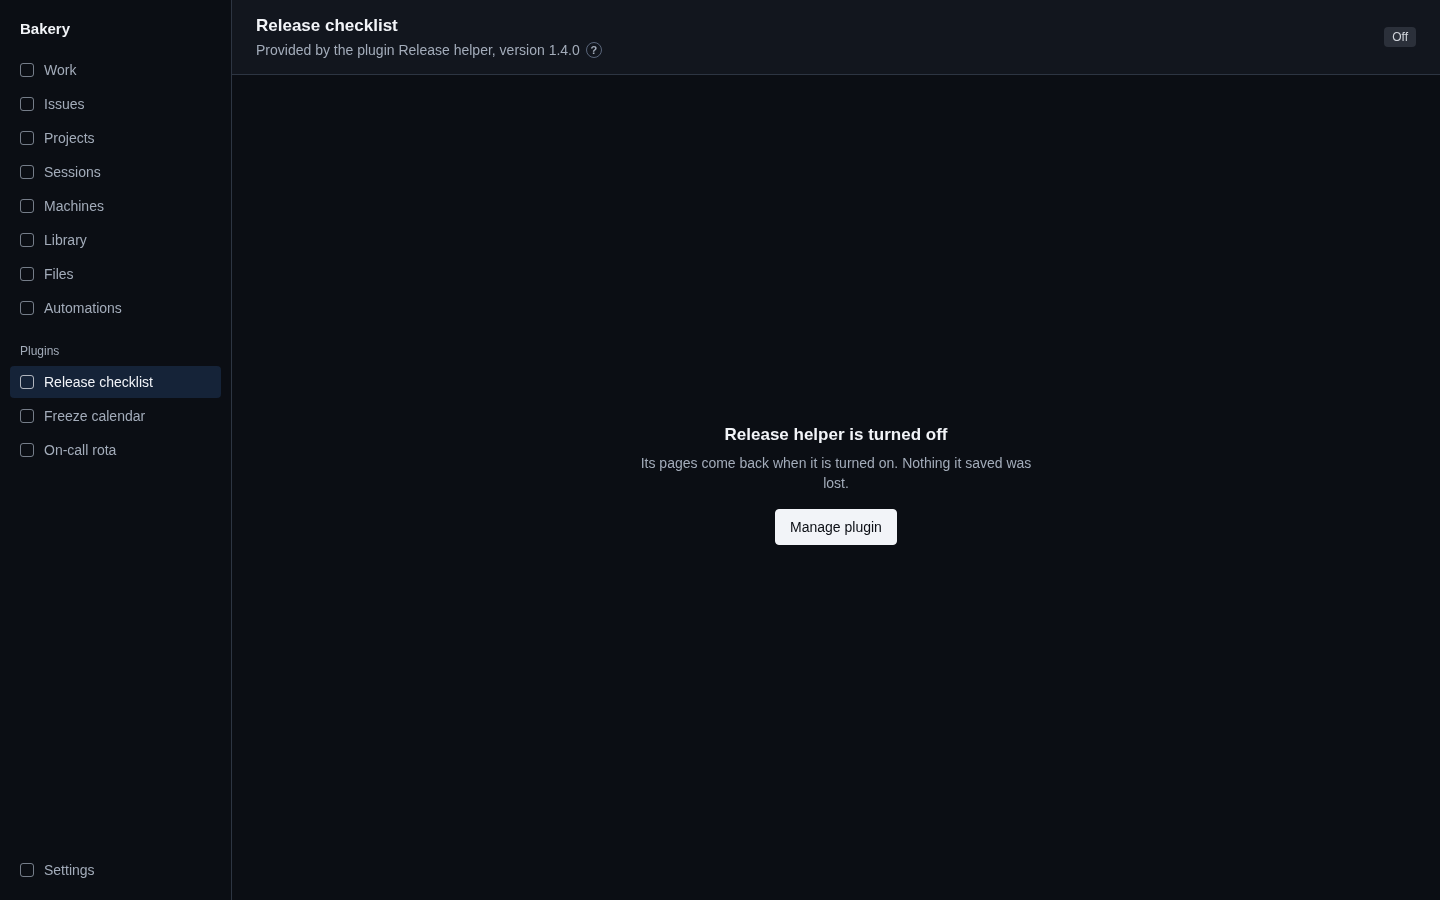 Bakery
Work
Issues
Projects
Sessions
Machines
Library
Files
Automations
Plugins
Release checklist
Freeze calendar
On-call rota
Settings
Release checklist
Provided by the plugin Release helper, version 1.4.0 ?
Off
Release helper is turned off
Its pages come back when it is turned on. Nothing it saved was
lost.
Manage plugin